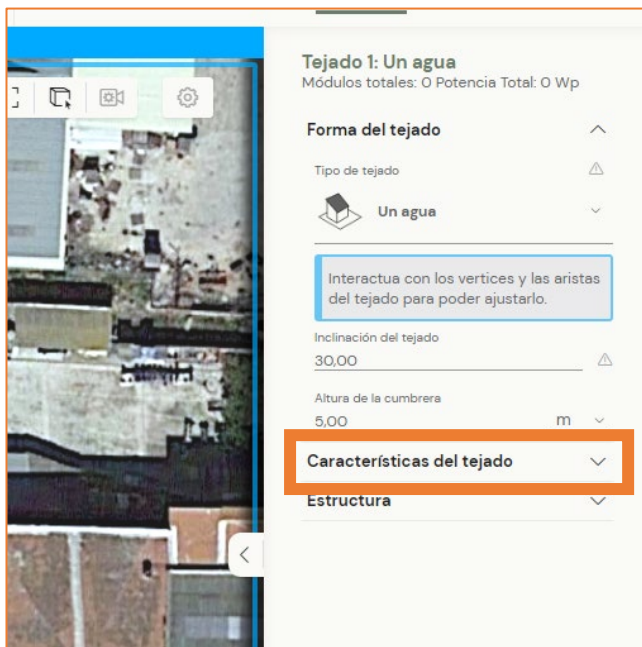 Tejado 1: Un agua
Módulos totales: 0 Potencia Total: 0 Wp
Forma del tejado
Tipo de tejado
Un agua
Interactua con los vertices y las aristas
del tejado para poder ajustarlo.
Inclinación del tejado
30,00
Altura de la cumbrera
5,00 m
Características del tejado
Estructura